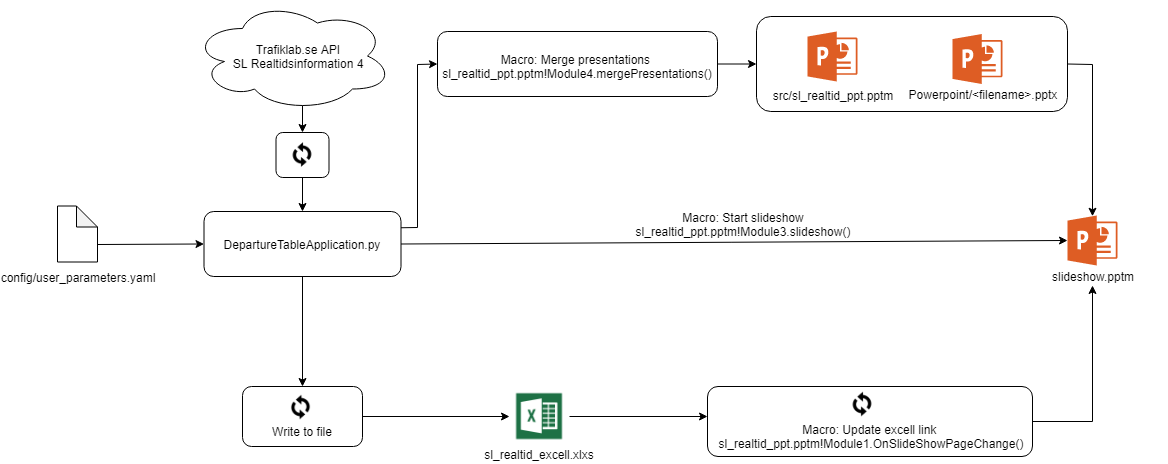 Trafiklab.se API
SL Realtidsinformation 4
Macro: Merge presentations
sl_realtid_ppt.pptm!Module4.mergePresentations()
P
src/sl_realtid_ppt.pptm
P
Powerpoint/<filename>.pptx
config/user_parameters.yaml
DepartureTableApplication.py
Macro: Start slideshow
sl_realtid_ppt.pptm!Module3.slideshow()
P
slideshow.pptm
Write to file
X
sl_realtid_excell.xlxs
Macro: Update excell link
sl_realtid_ppt.pptm!Module1.OnSlideShowPageChange()